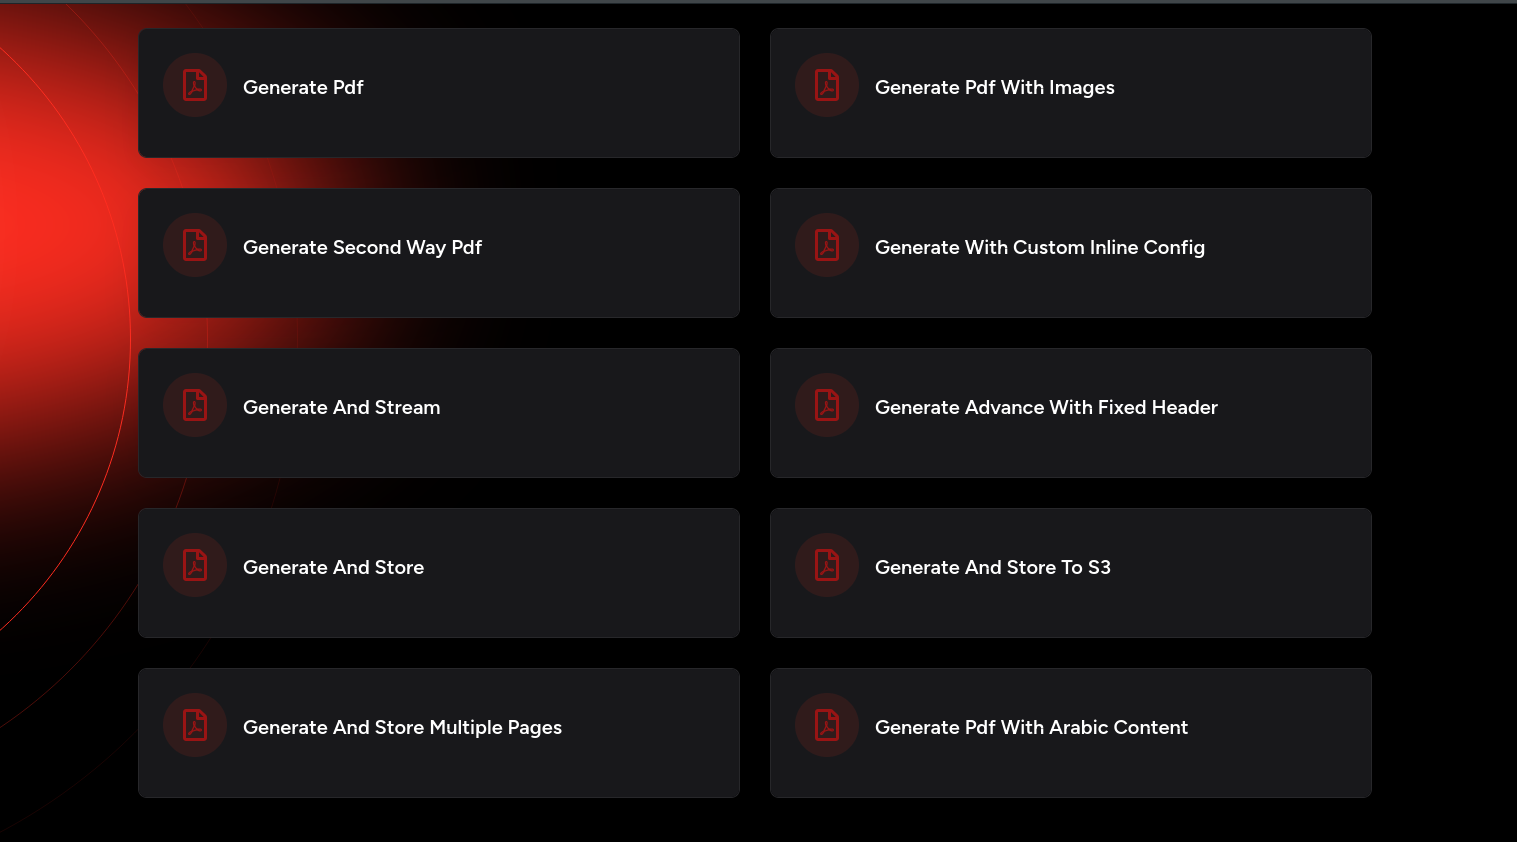 Generate Pdf
Generate Pdf With Images
Generate Second Way Pdf
Generate With Custom Inline Config
Generate And Stream
Generate Advance With Fixed Header
Generate And Store
Generate And Store To S3
Generate And Store Multiple Pages
Generate Pdf With Arabic Content